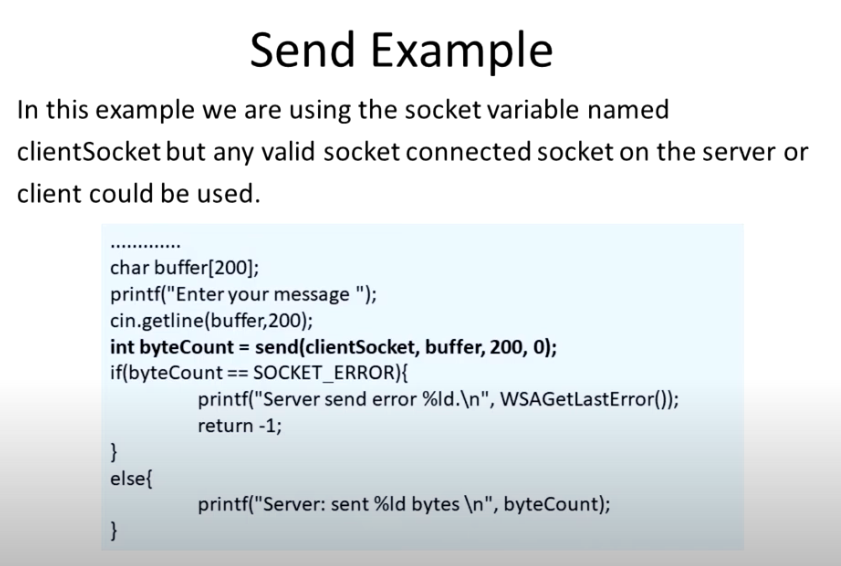 Send Example
In this example we are using the socket variable named
clientSocket but any valid socket connected socket on the server or
client could be used.
.............
char buffer[200];
printf("Enter your message ");
cin.getline(buffer,200);
int byteCount = send(clientSocket, buffer, 200, 0);
if(byteCount == SOCKET_ERROR){
printf("Server send error %ld.\n", WSAGetLastError());
return -1;
}
else{
printf("Server: sent %ld bytes \n", byteCount);
}